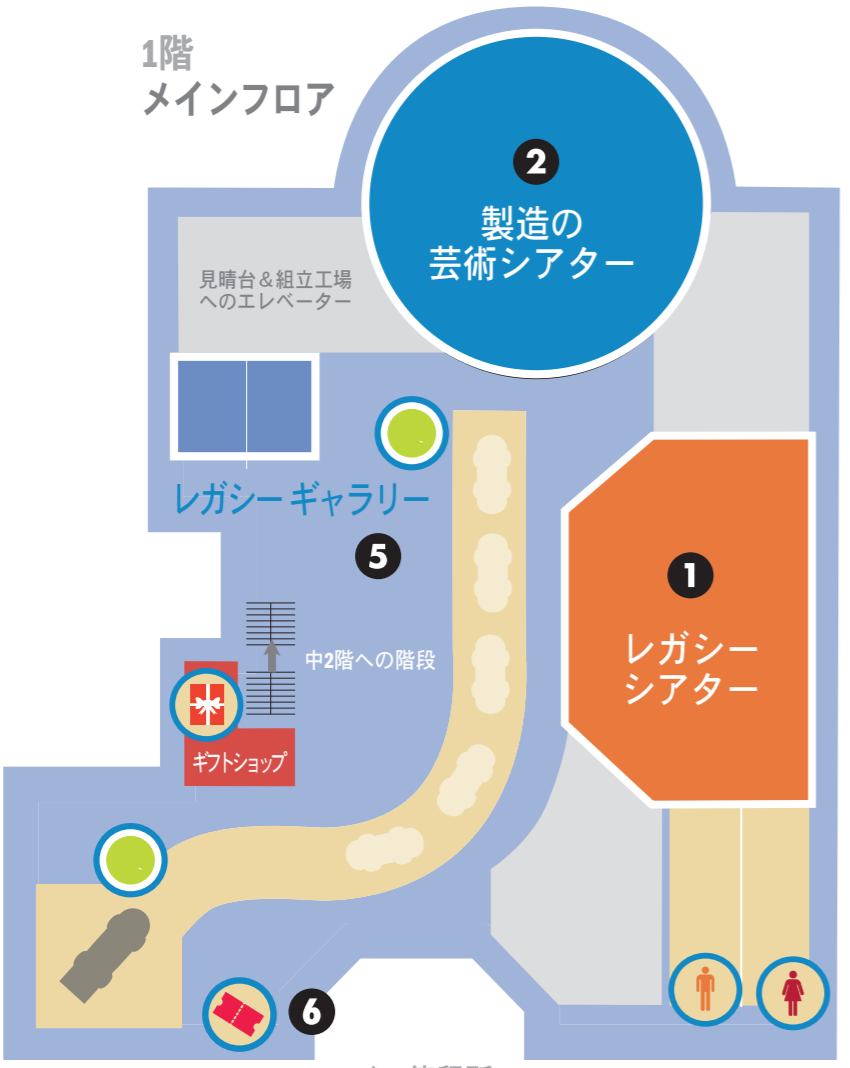 1階
メインフロア
2
製造の
芸術シアター
見晴台&組立工場
へのエレベーター
レガシー ギャラリー
5
1
レガシー
シアター
中2階への階段
ギフトショップ
6